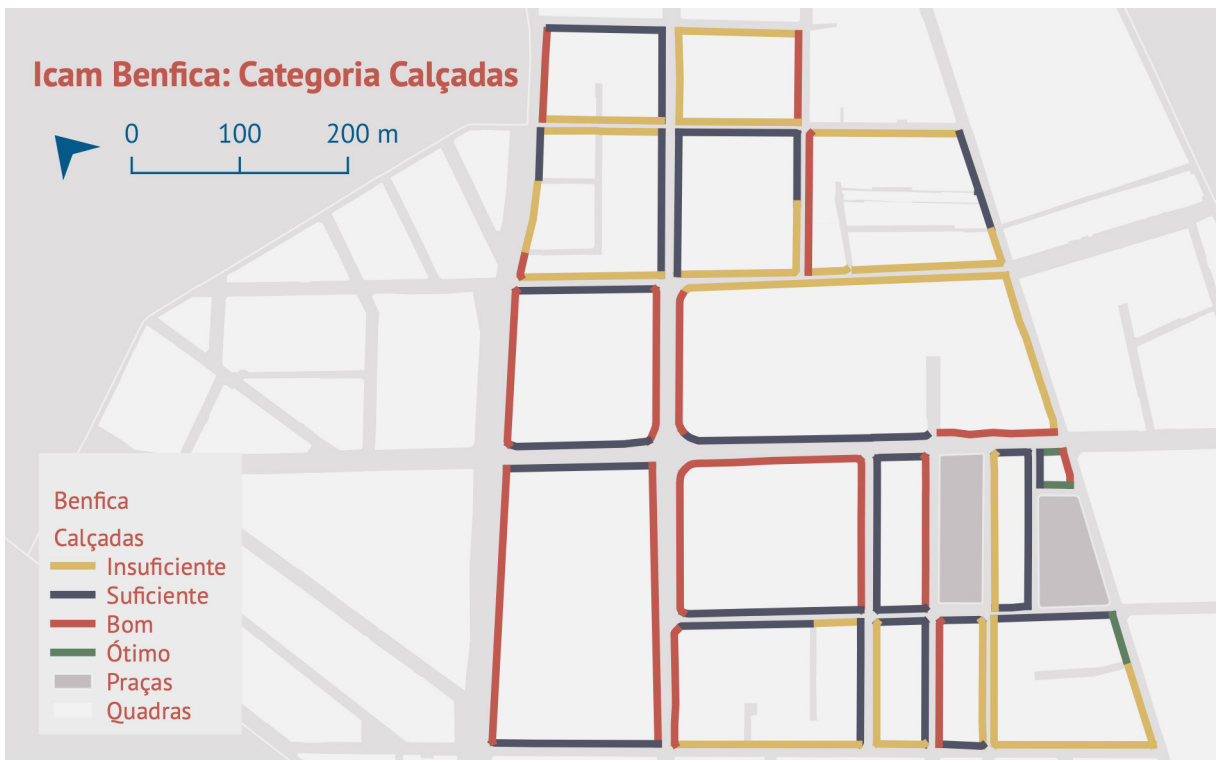 Icam Benfica: Categoria Calçadas
0 100 200 m
Benfica
Calçadas
Insuficiente
Suficiente
Bom
Ótimo
Praças
Quadras